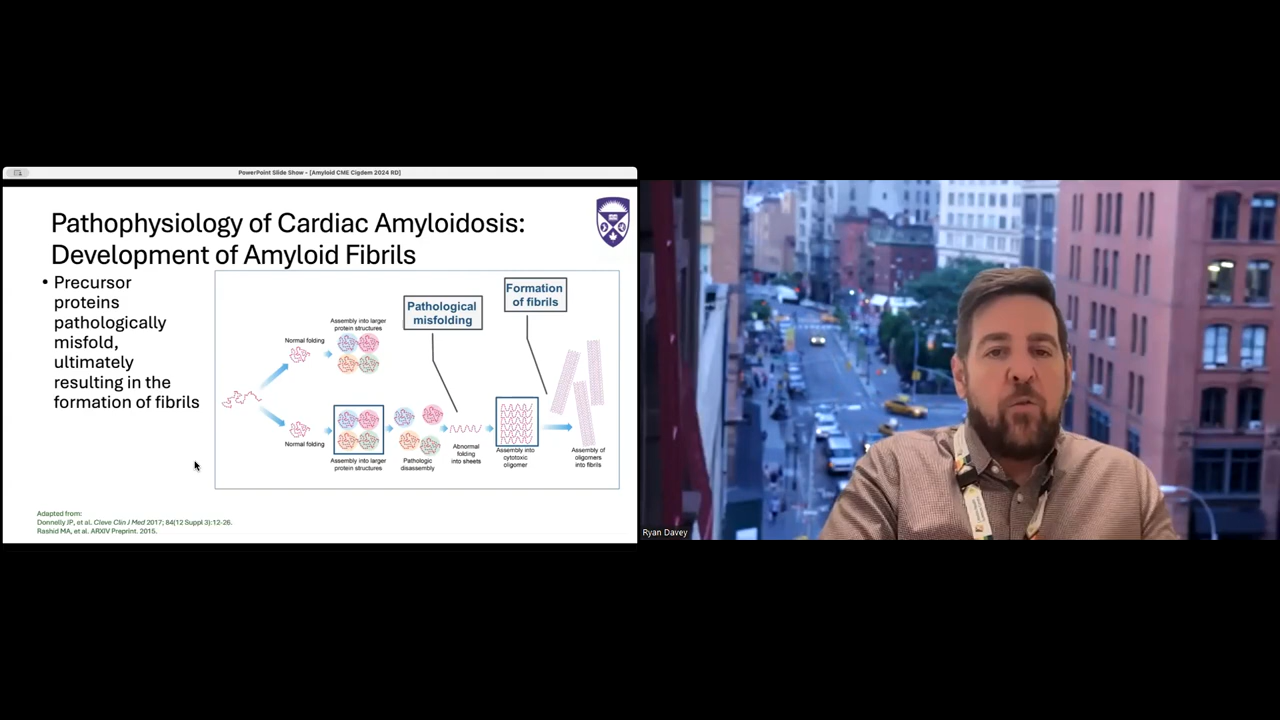 PowerPoint Slide Show - [Amyloid CME Cigdem 2024 RD]
Pathophysiology of Cardiac Amyloidosis:
Development of Amyloid Fibrils
• Precursor
proteins
pathologically
misfold,
ultimately
resulting in the
formation of fibrils
Pathological
misfolding
Formation
of fibrils
Assembly into larger
protein structures
Normal folding
Normal folding
Assembly into larger
protein structures
Pathologic
disassembly
Abnormal
folding
into sheets
Assembly into
cytotoxic
oligomer
Assembly of
oligomers
into fibrils
Adapted from:
Donnelly JP, et al. Cleve Clin J Med 2017; 84(12 Suppl 3):12-26.
Rashid MA, et al. ARXIV Preprint. 2015.
Ryan Davey